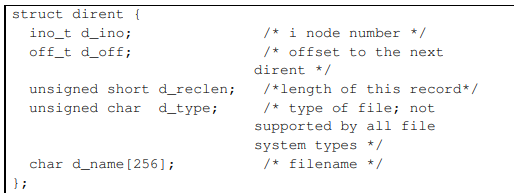 struct dirent {
ino_t d_ino; /* i node number */
off_t d_off; /* offset to the next
dirent */
unsigned short d_reclen; /*length of this record*/
unsigned char d_type; /* type of file; not
supported by all file
system types */
char d_name[256]; /* filename */
};